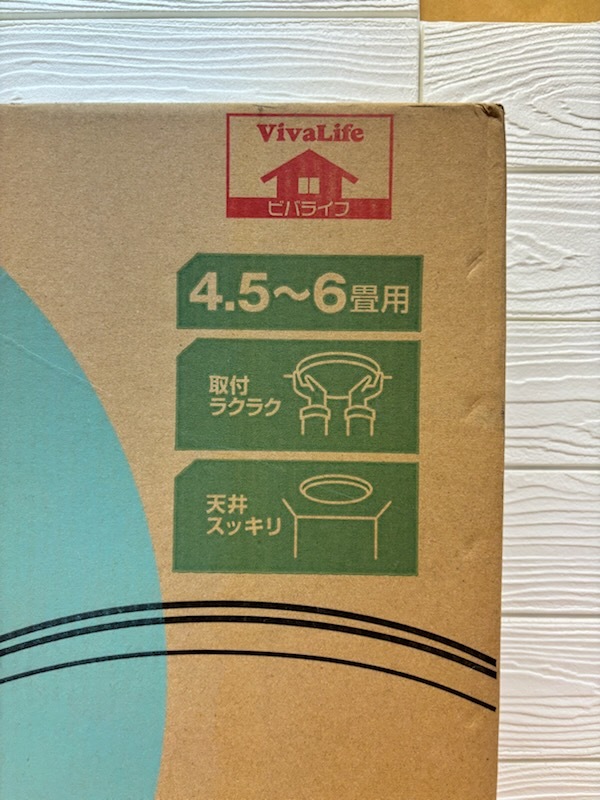 VivaLife
ビバライフ
4.5〜6畳用
取付
ラクラク
天井
スッキリ